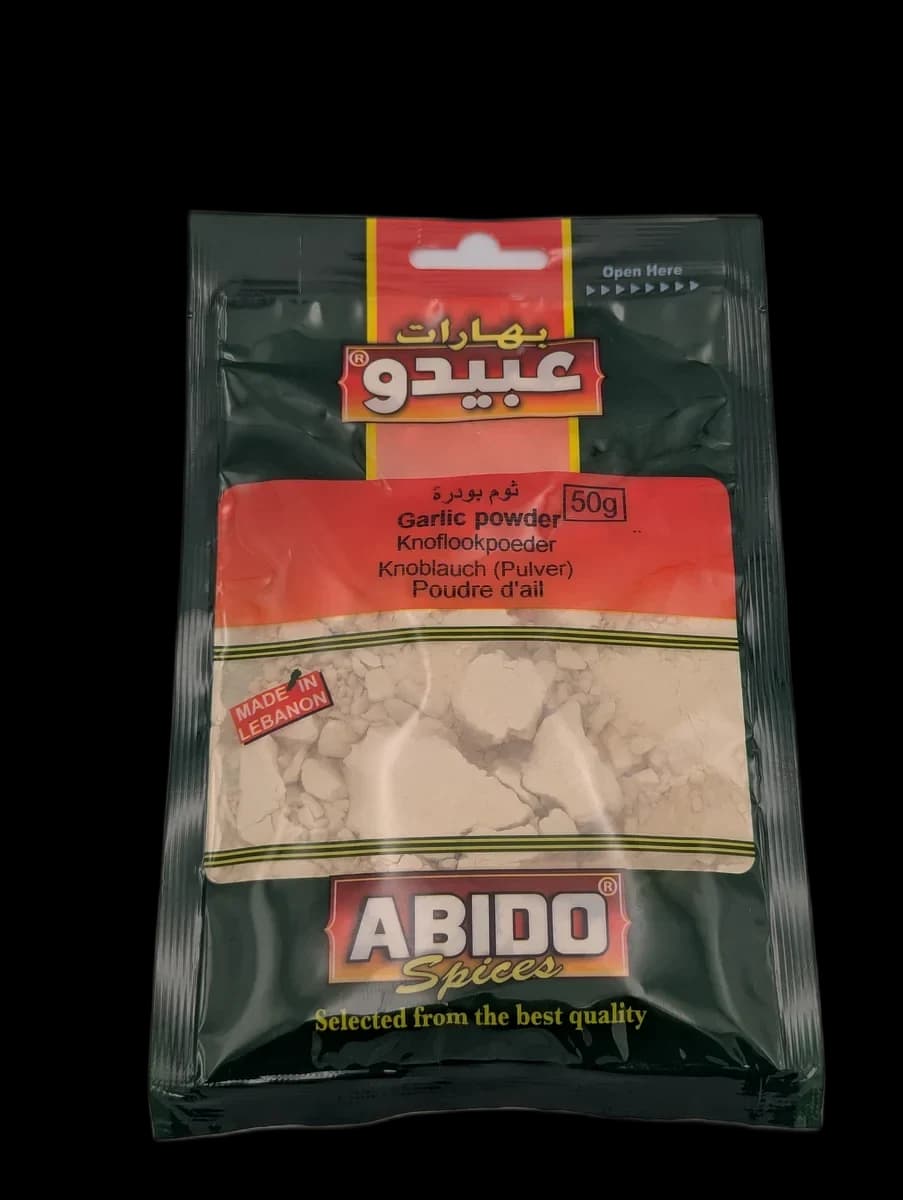 Open Here
بهارات
عبيدو®
ثوم بودرة
50g
Garlic powder
Knoflookpoeder
Knoblauch (Pulver)
Poudre d'ail
MADE IN
LEBANON
ABIDO®
Spices
Selected from the best quality